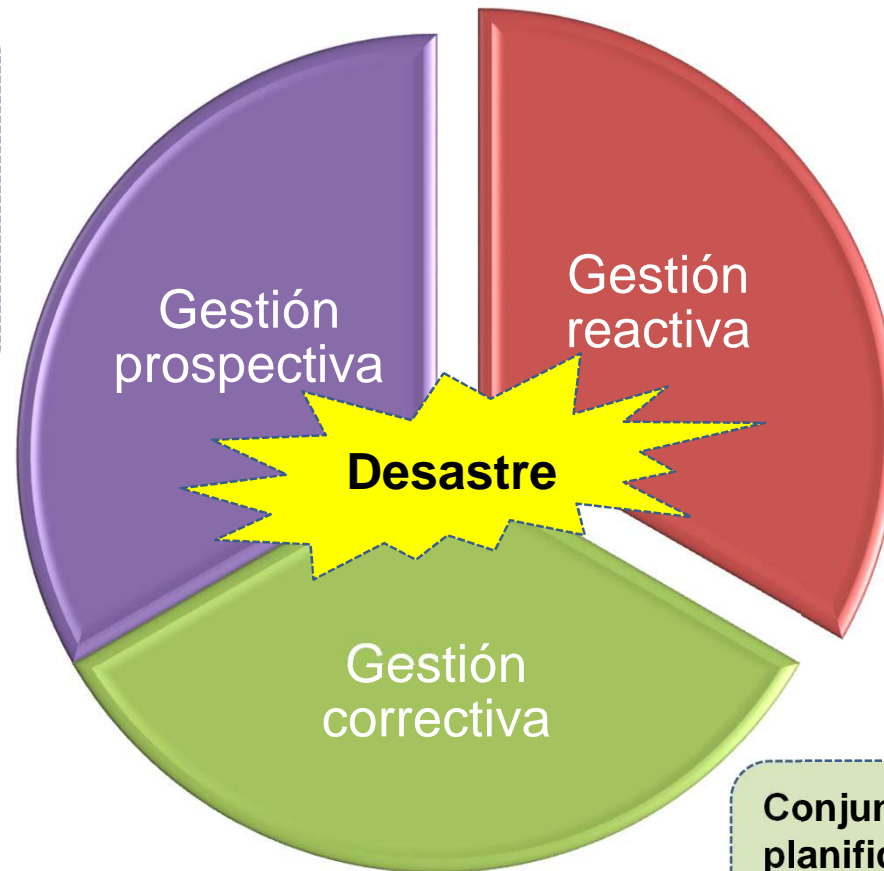 Gestión
prospectiva
Gestión
reactiva
Desastre
Gestión
correctiva